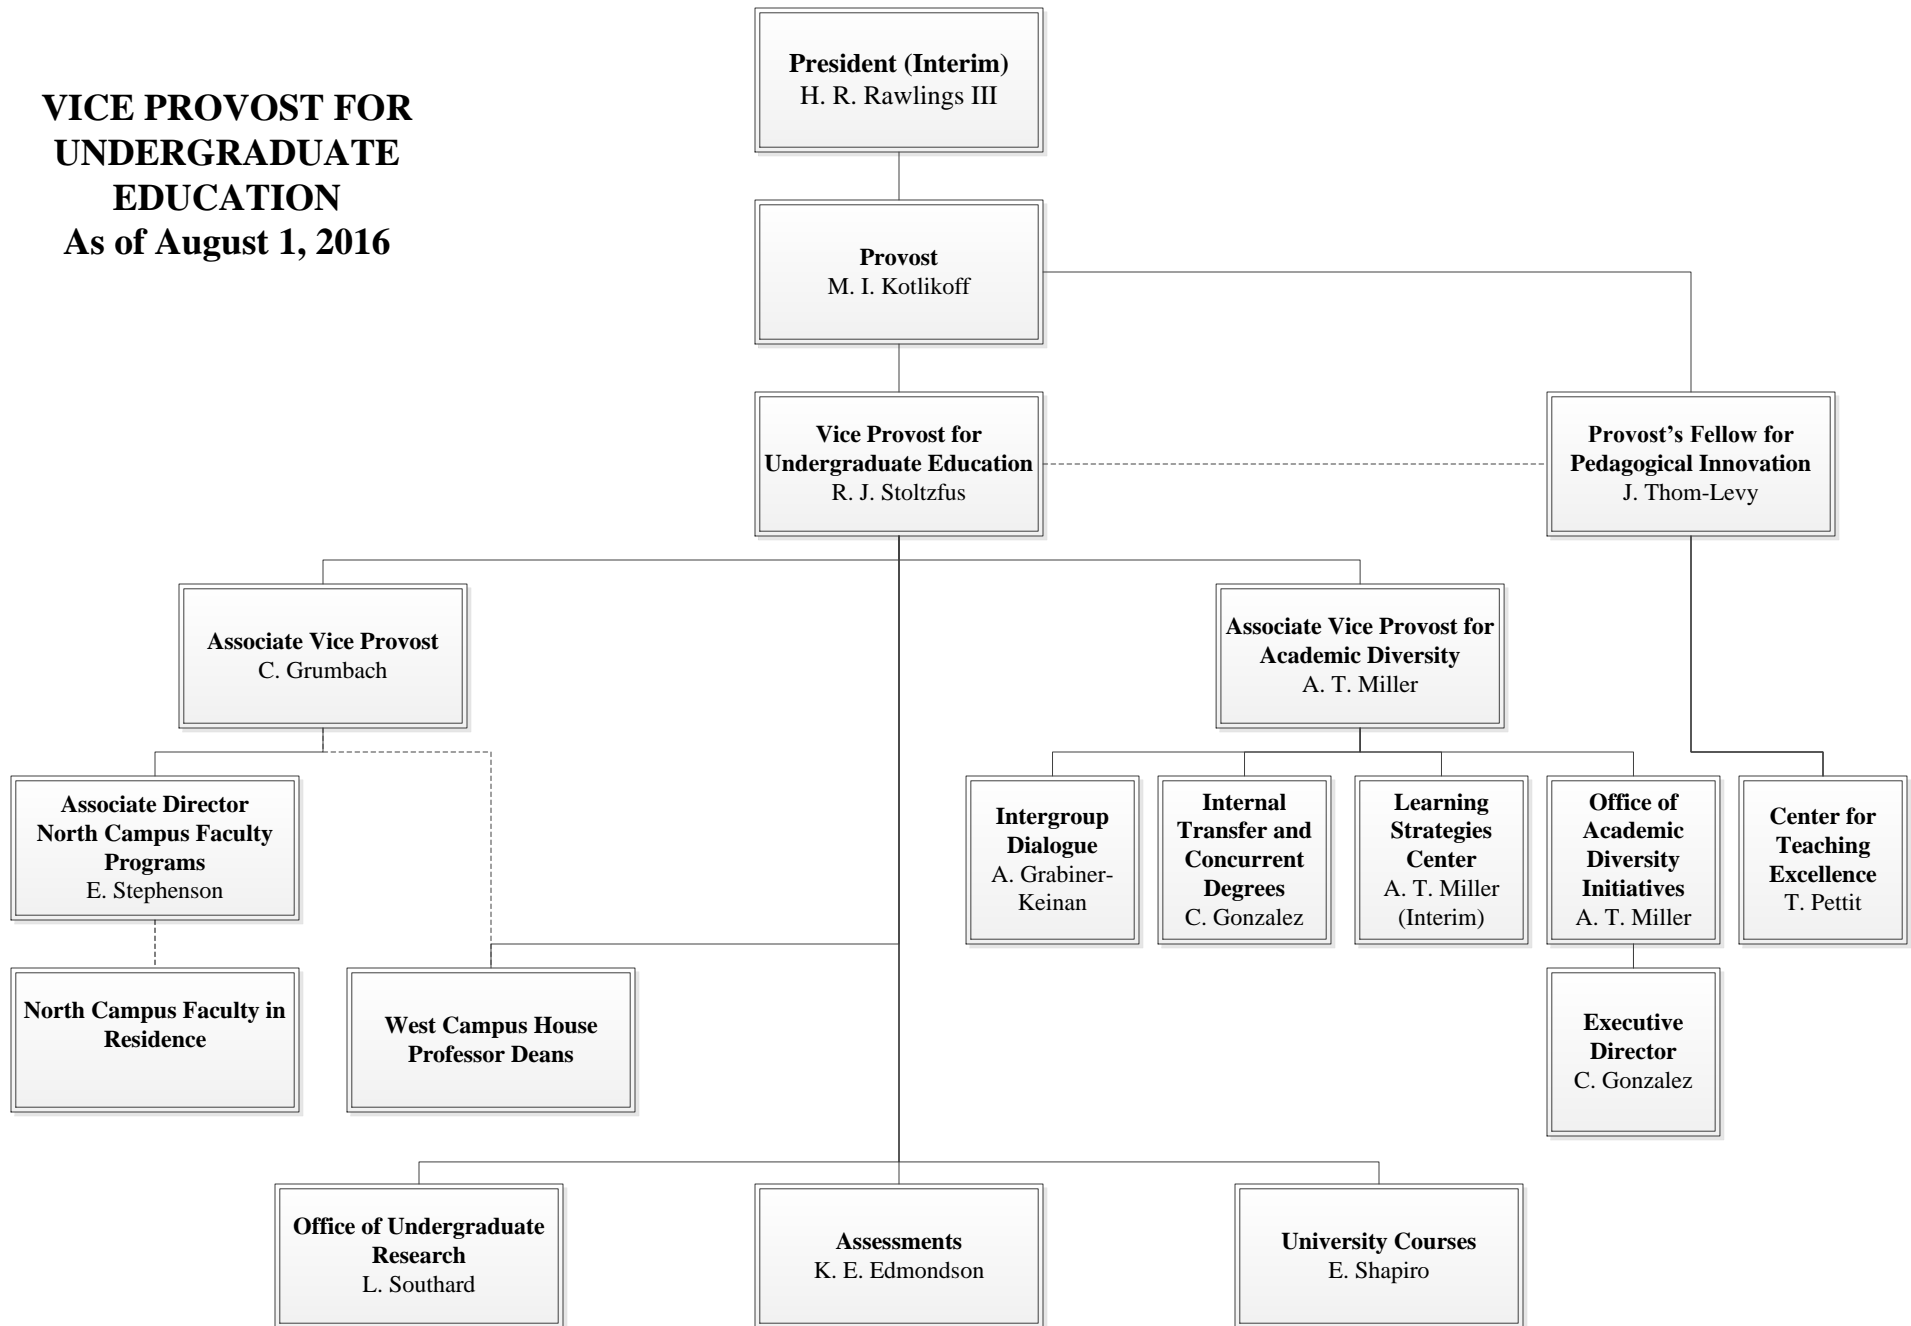 VICE PROVOST FOR
UNDERGRADUATE
EDUCATION
As of August 1, 2016
President (Interim)
H. R. Rawlings III
Provost
M. I. Kotlikoff
Vice Provost for
Undergraduate Education
R. J. Stoltzfus
Provost’s Fellow for
Pedagogical Innovation
J. Thom-Levy
Associate Vice Provost
C. Grumbach
Associate Vice Provost for
Academic Diversity
A. T. Miller
Associate Director
North Campus Faculty
Programs
E. Stephenson
Intergroup
Dialogue
A. Grabiner-
Keinan
Internal
Transfer and
Concurrent
Degrees
C. Gonzalez
Learning
Strategies
Center
A. T. Miller
(Interim)
Office of
Academic
Diversity
Initiatives
A. T. Miller
Center for
Teaching
Excellence
T. Pettit
North Campus Faculty in
Residence
West Campus House
Professor Deans
Executive
Director
C. Gonzalez
Office of Undergraduate
Research
L. Southard
Assessments
K. E. Edmondson
University Courses
E. Shapiro